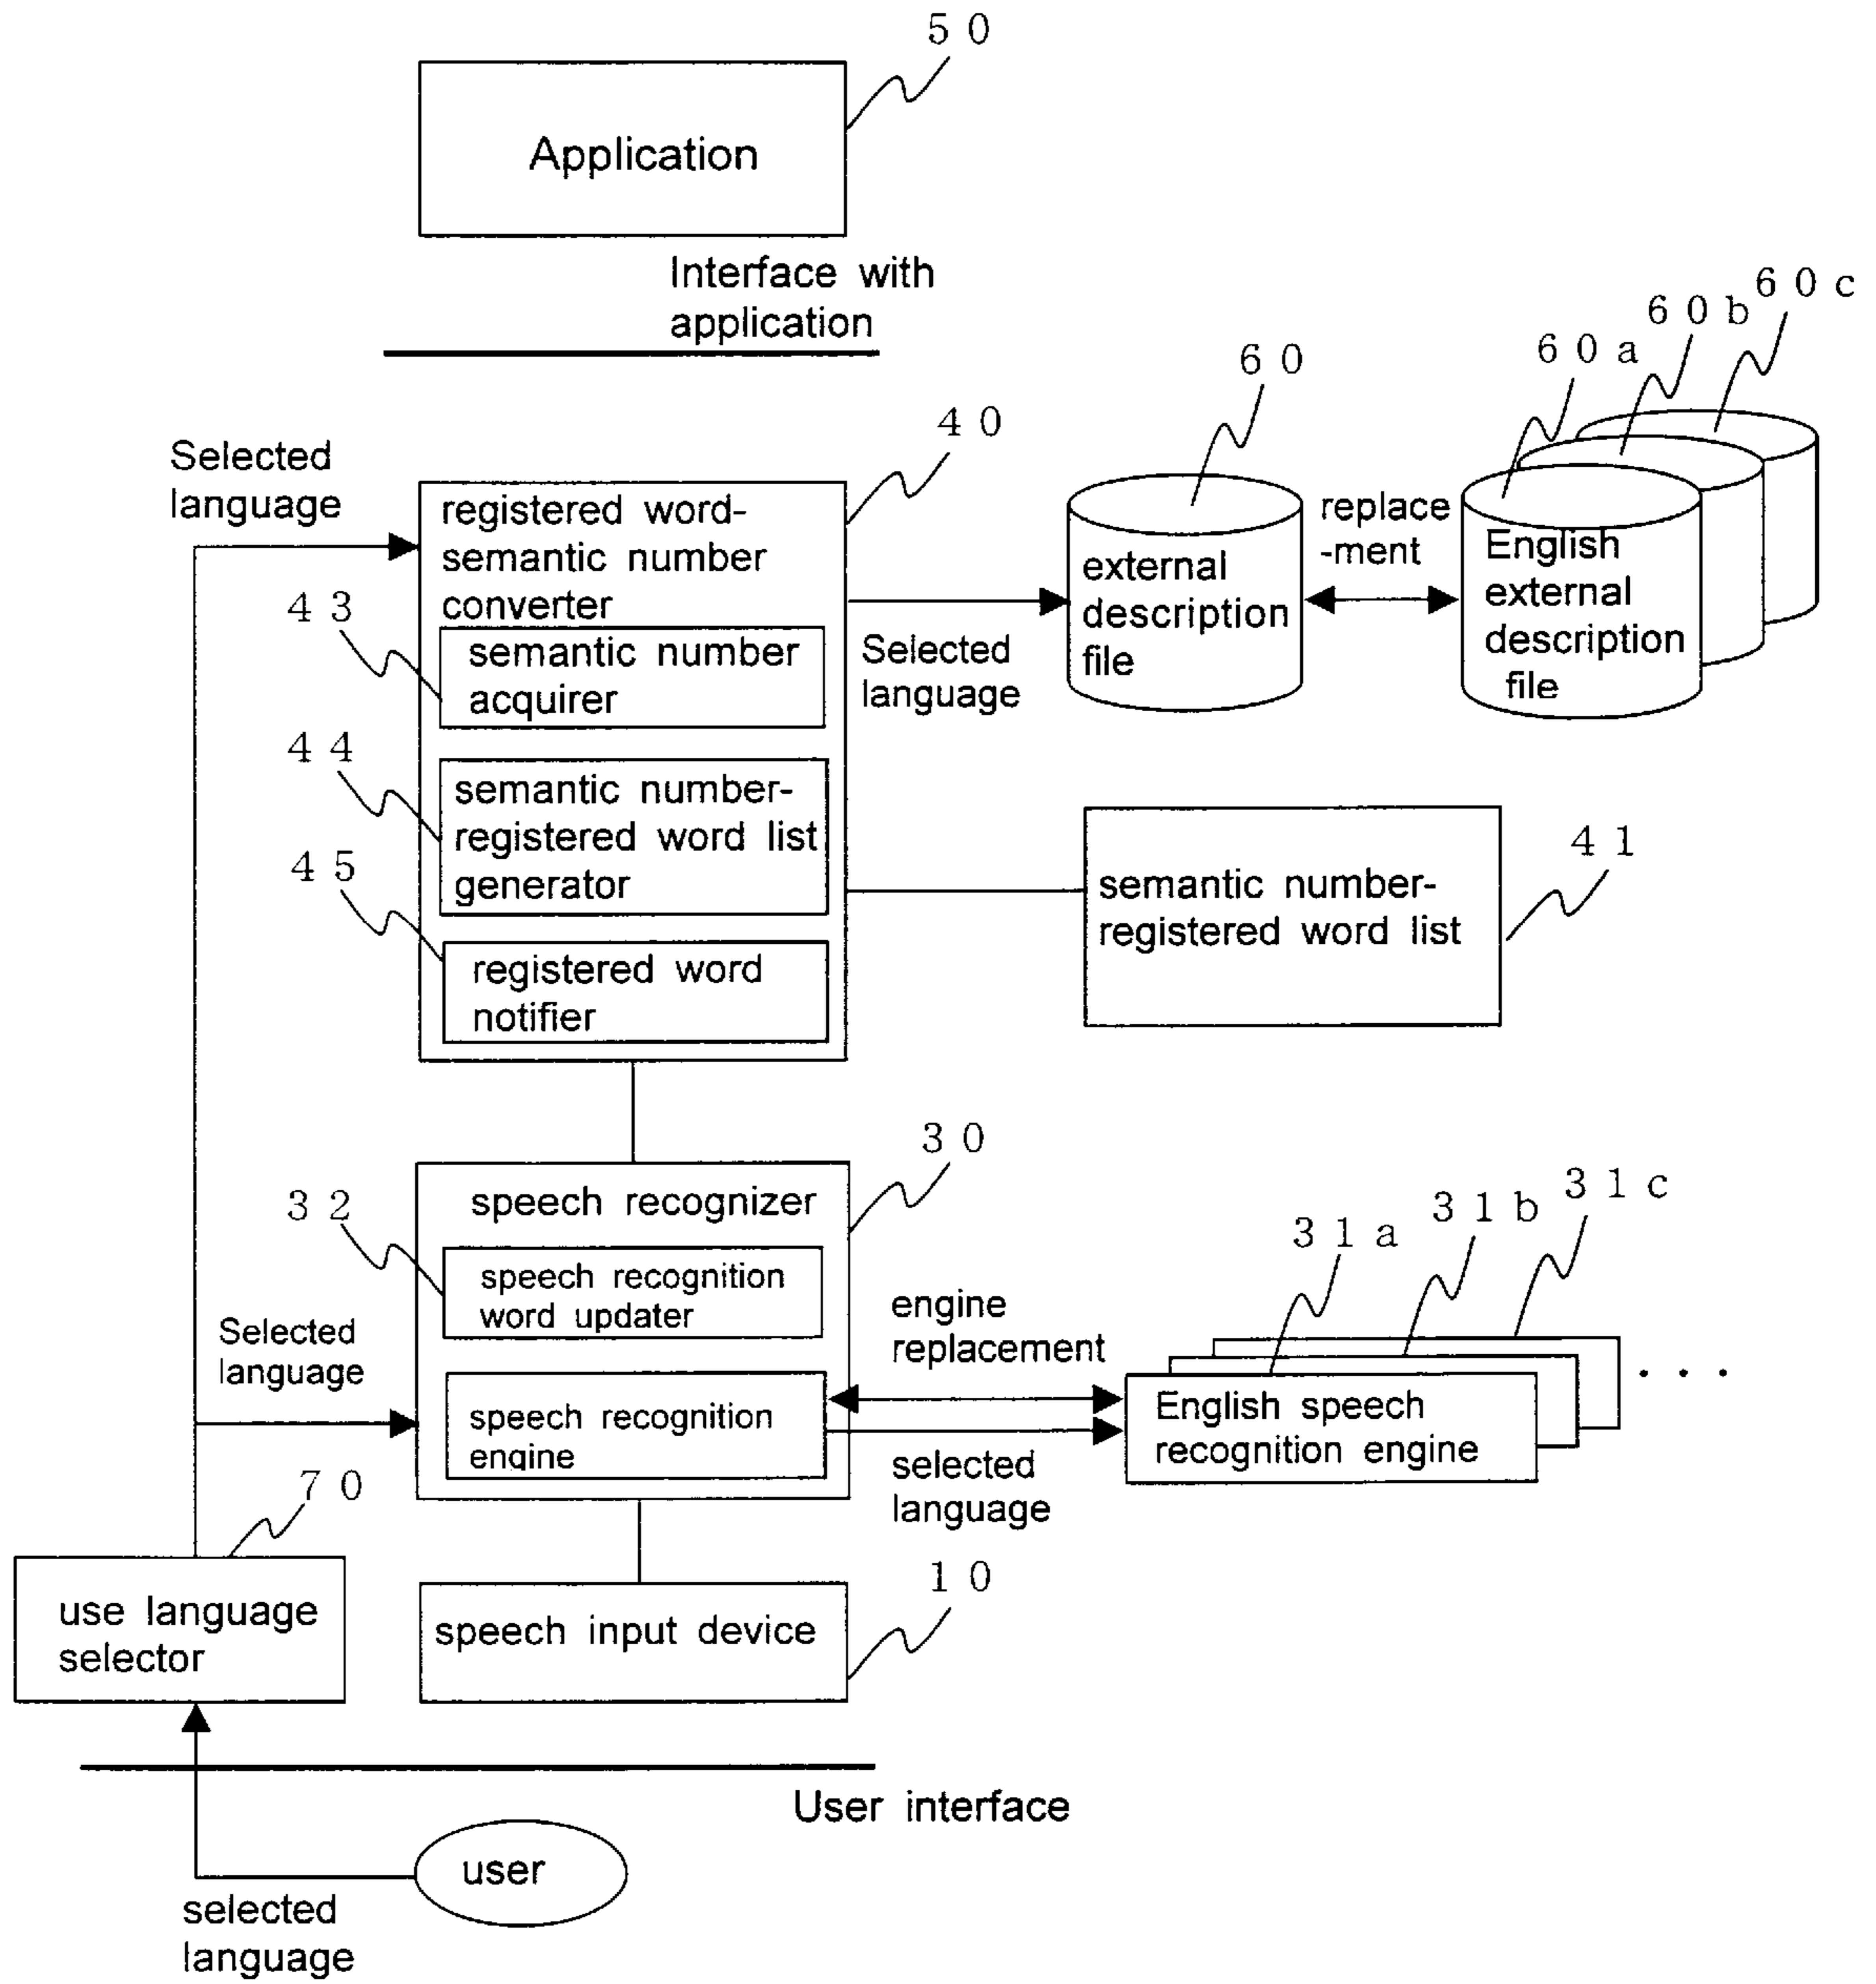 5 0
Application
Interface with
application
6 0 c
6 0 b
6 0 a
6 0
4 0
Selected
language
registered word-
semantic number
converter
replace
-ment
external
description
file
English
external
description
file
4 3
semantic number
acquirer
Selected
language
4 4
semantic number-
registered word list
generator
4 5
4 1
semantic number-
registered word list
registered word
notifier
3 0
speech recognizer
3 2
3 1 c
3 1 b
3 1 a
speech recognition
word updater
engine
replacement
Selected
language
speech recognition
engine
English speech
recognition engine
. . .
selected
language
7 0
1 0
use language
selector
speech input device
User interface
user
selected
language